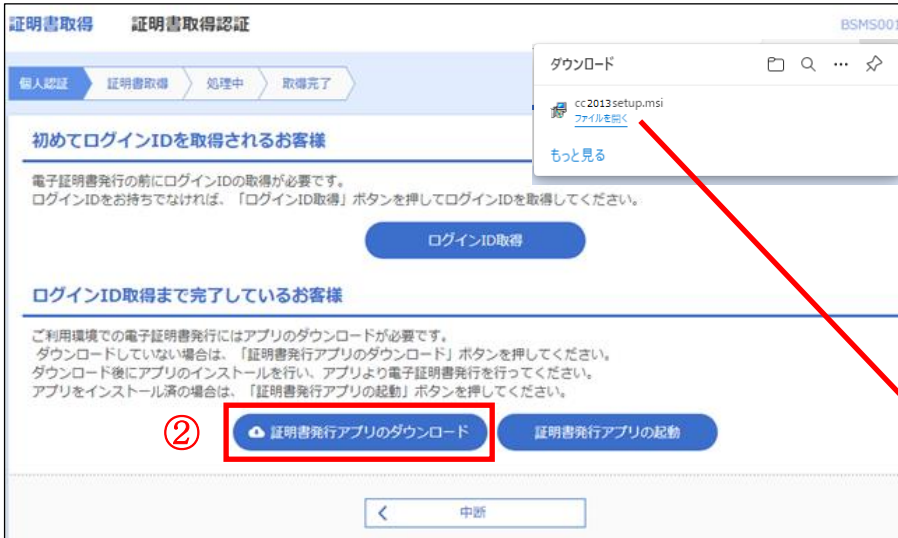 証明書取得 証明書取得認証
BSMS001
個人認証 証明書取得 処理中 取得完了
ダウンロード
cc2013setup.msi
ファイルを開く
もっと見る
初めてログインIDを取得されるお客様
電子証明書発行の前にログインIDの取得が必要です。
ログインIDをお持ちでなければ、「ログインID取得」ボタンを押してログインIDを取得してください。
ログインID取得
ログインID取得まで完了しているお客様
ご利用環境での電子証明書発行にはアプリのダウンロードが必要です。
ダウンロードしていない場合は、「証明書発行アプリのダウンロード」ボタンを押してください。
ダウンロード後にアプリのインストールを行い、アプリより電子証明書発行を行ってください。
アプリをインストール済の場合は、「証明書発行アプリの起動」ボタンを押してください。
② 証明書発行アプリのダウンロード 証明書発行アプリの起動
中断